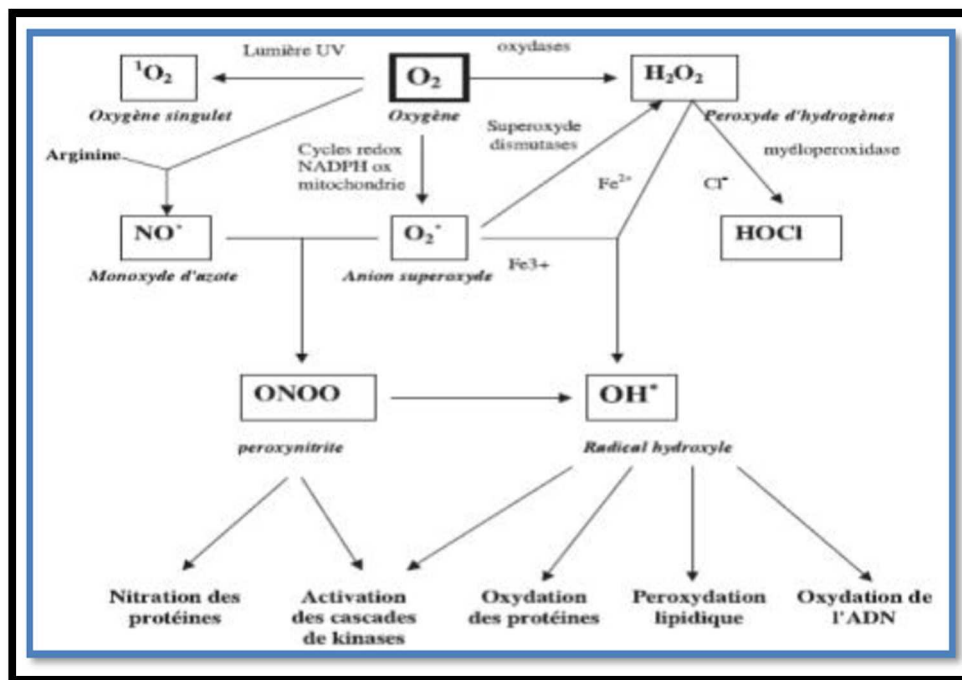 Lumière UV
oxydases
¹O₂
O₂
H₂O₂
Oxygène singulet
Oxygène
Peroxyde d'hydrogènes
Arginine
Cycles redox
NADPH ox
mitochondrie
Superoxyde
dismutases
myéloperoxidase
Fe²⁺
Cl⁻
NO˙
O₂˙
HOCl
Monoxyde d'azote
Anion superoxyde
Fe3+
ONOO
OH°
peroxynitrite
Radical hydroxyle
Nitration des
protéines
Activation
des cascades
de kinases
Oxydation
des protéines
Peroxydation
lipidique
Oxydation de
l'ADN